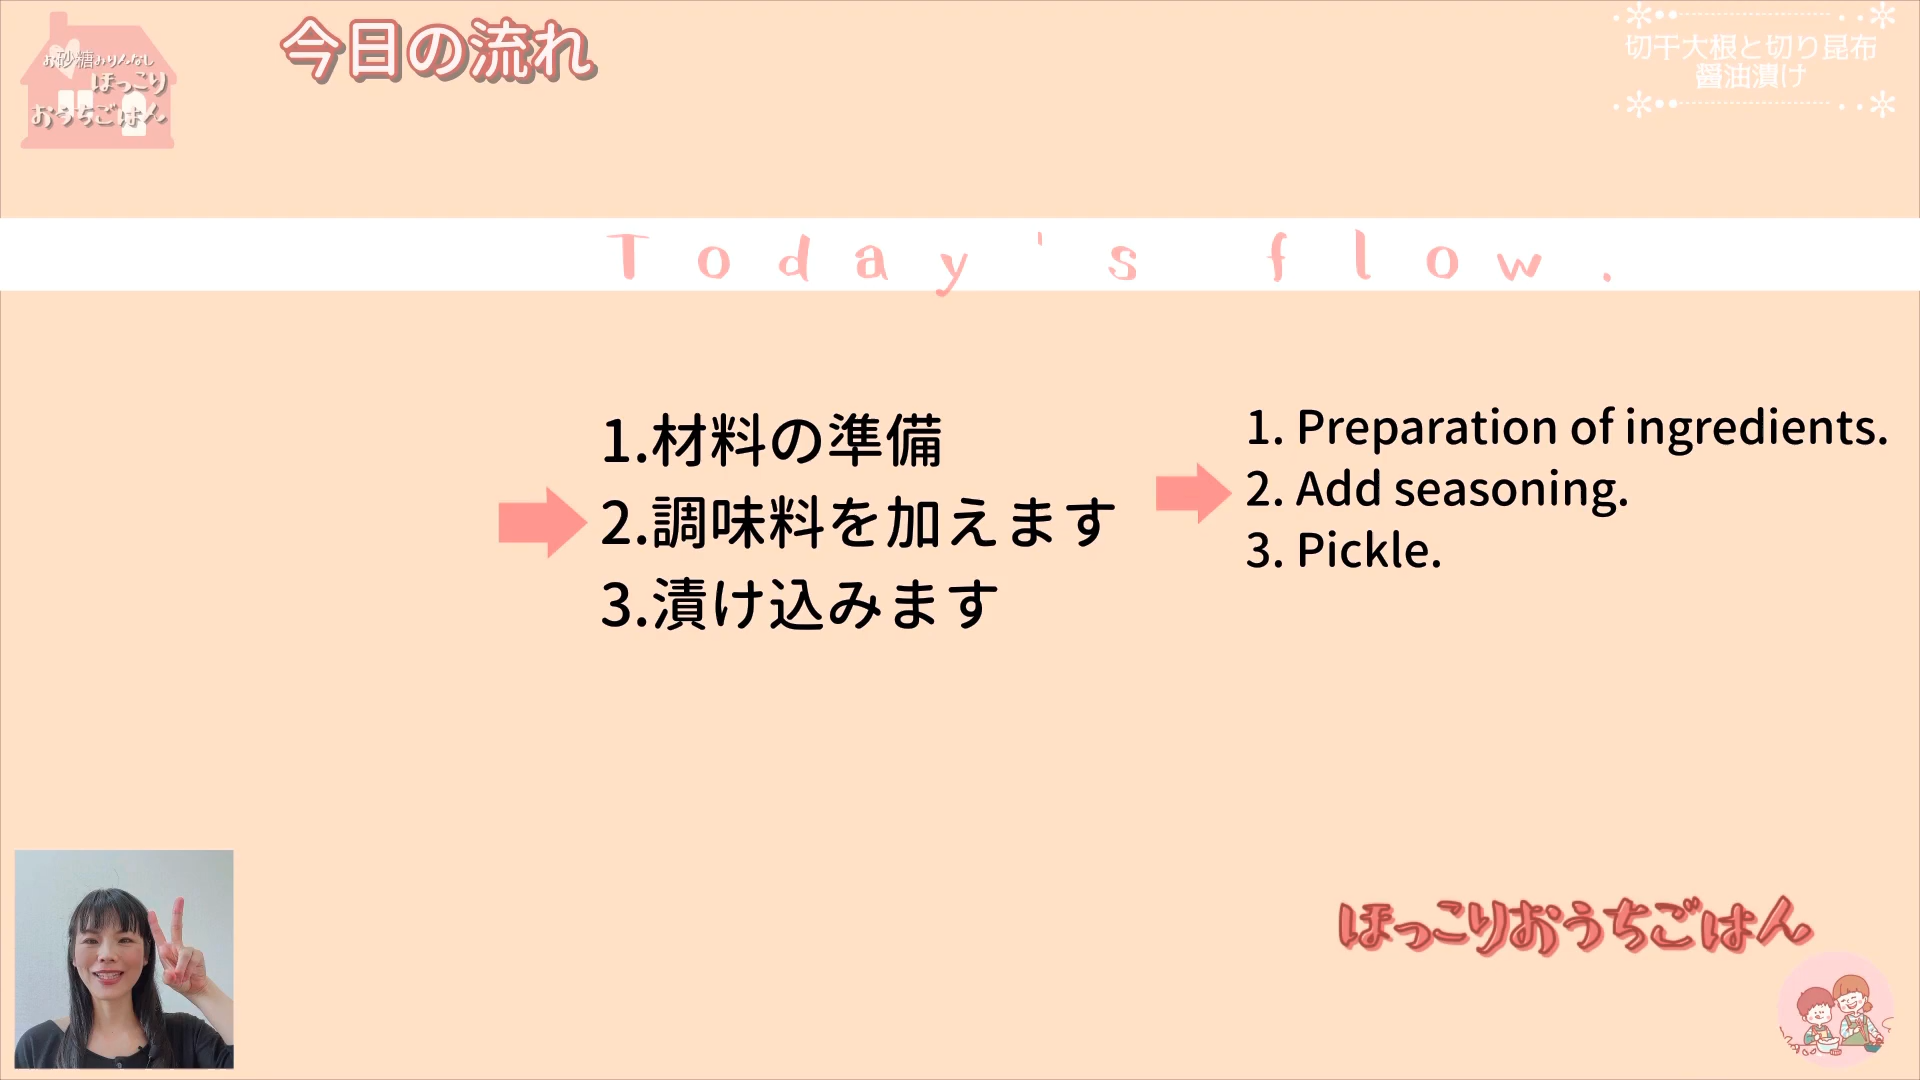 お砂糖みりんなし
ほっこり
おうちごはん
今日の流れ
切干大根と切り昆布
醤油漬け
Today's flow.
1.材料の準備
2.調味料を加えます
3.漬け込みます
1. Preparation of ingredients.
2. Add seasoning.
3. Pickle.
ほっこりおうちごはん